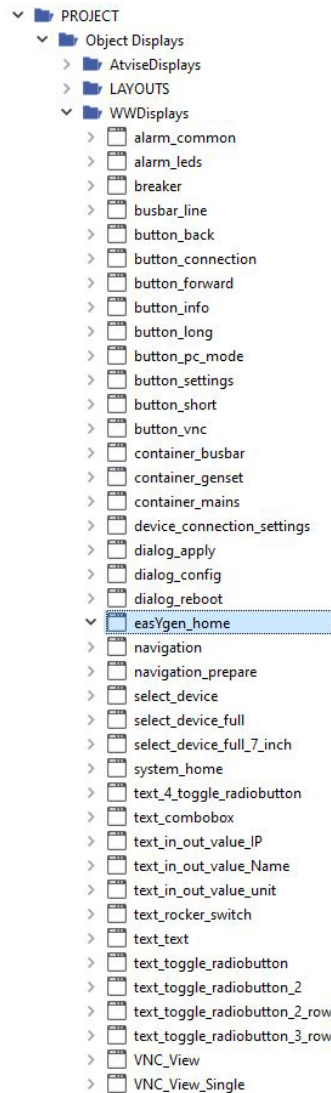 PROJECT
Object Displays
AtviseDisplays
LAYOUTS
WWDisplays
alarm_common
alarm_leds
breaker
busbar_line
button_back
button_connection
button_forward
button_info
button_long
button_pc_mode
button_settings
button_short
button_vnc
container_busbar
container_genset
container_mains
device_connection_settings
dialog_apply
dialog_config
dialog_reboot
easYgen_home
navigation
navigation_prepare
select_device
select_device_full
select_device_full_7_inch
system_home
text_4_toggle_radiobutton
text_combobox
text_in_out_value_IP
text_in_out_value_Name
text_in_out_value_unit
text_rocker_switch
text_text
text_toggle_radiobutton
text_toggle_radiobutton_2
text_toggle_radiobutton_2_row
text_toggle_radiobutton_3_row
VNC_View
VNC_View_Single